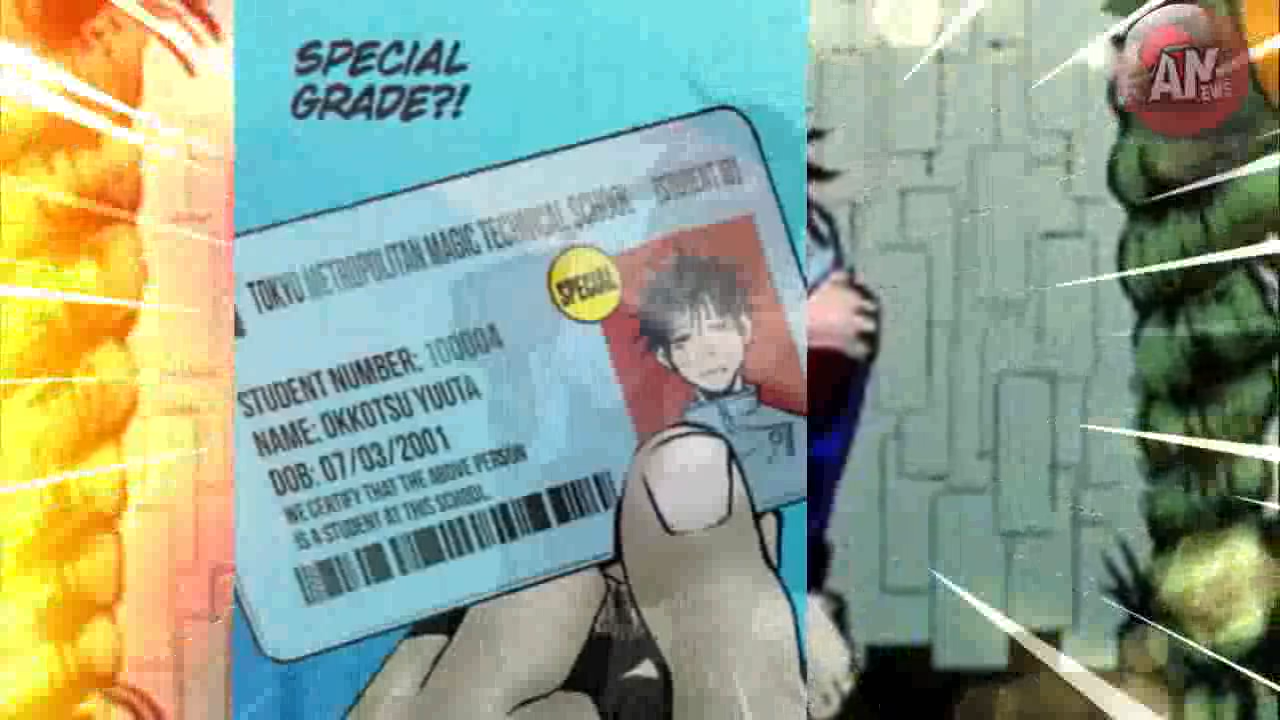 SPECIAL
GRADE?!
AN
EWS
TOKYO METROPOLITAN MAGIC TECHNICAL SCHOOL (STUDENT ID)
SPECIAL
STUDENT NUMBER: 100004
NAME: OKKOTSU YUUTA
DOB: 07/03/2001
WE CERTIFY THAT THE ABOVE PERSON
IS A STUDENT AT THIS SCHOOL.